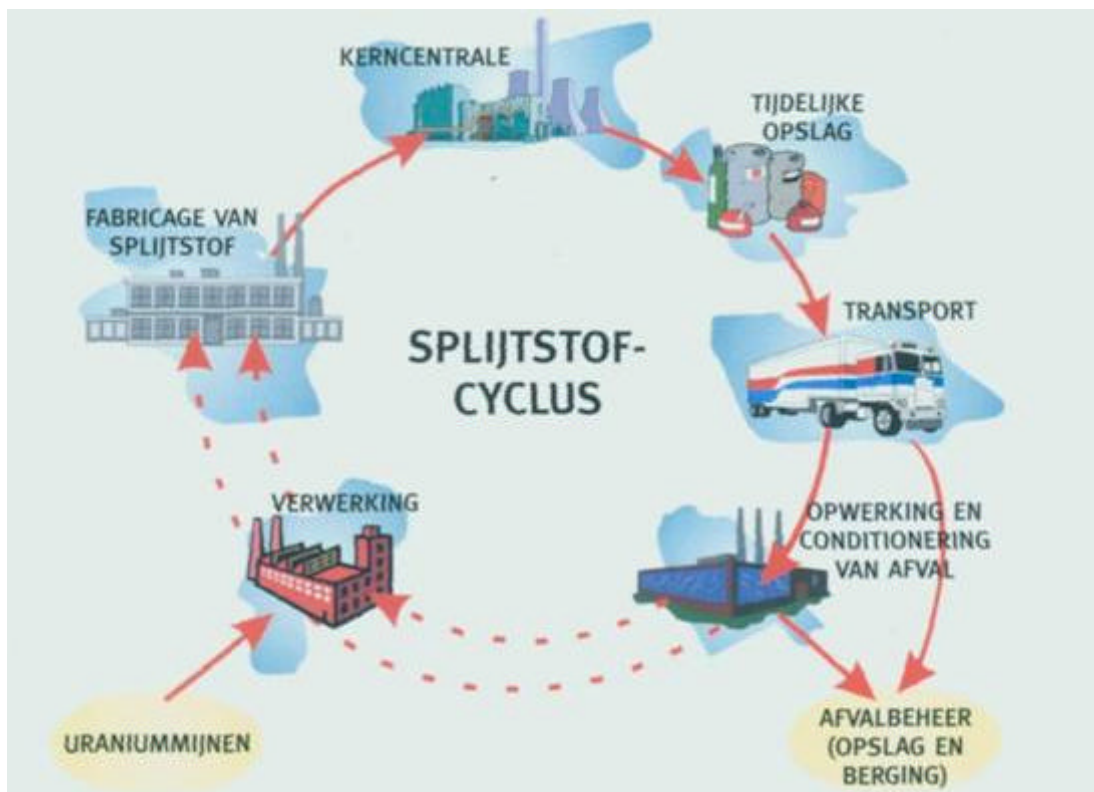 KERNCENTRALE
TIJDELIJKE
OPSLAG
FABRICAGE VAN
SPLIJTSTOF
TRANSPORT
SPLIJTSTOF-
CYCLUS
VERWERKING
OPWERKING EN
CONDITIONERING
VAN AFVAL
URANIUMMIJNEN
AFVALBEHEER
(OPSLAG EN
BERGING)